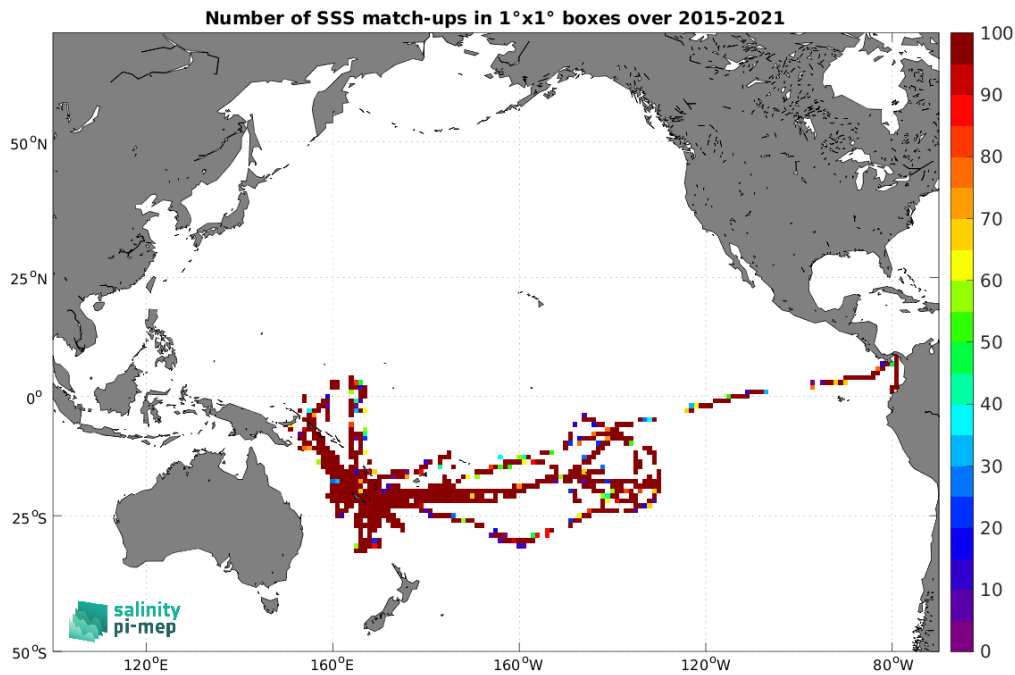 Number of SSS match-ups in 1°x1° boxes over 2015-2021
100
90
80
70
60
50
40
30
20
10
0
50°N
25°N
0°
25°S
50°S
120°E
160°E
160°W
120°W
80°W
salinity
pi-mep